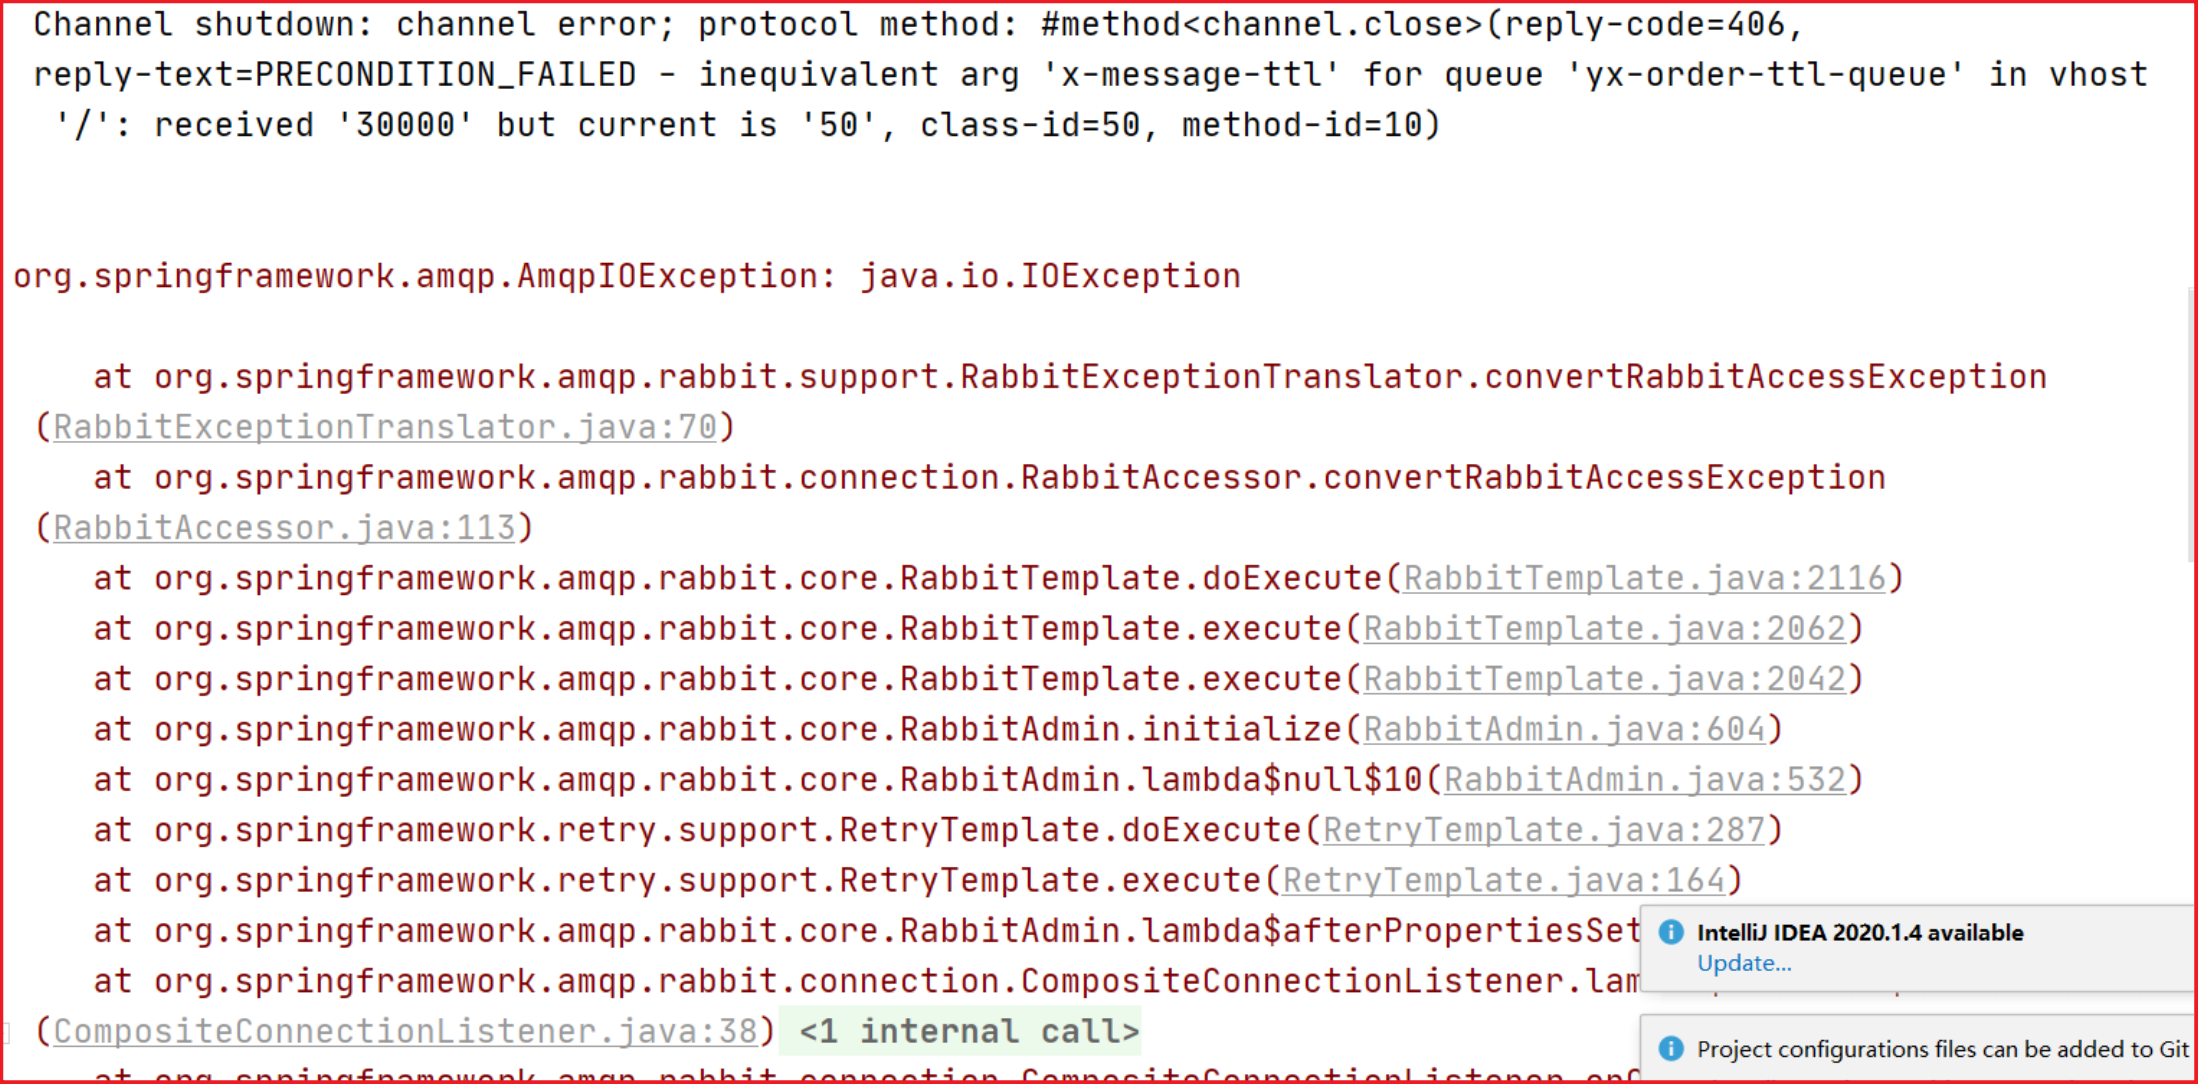 Channel shutdown: channel error; protocol method: #method<channel.close>(reply-code=406,
reply-text=PRECONDITION_FAILED - inequivalent arg 'x-message-ttl' for queue 'yx-order-ttl-queue' in vhost
'/': received '30000' but current is '50', class-id=50, method-id=10)
org.springframework.amqp.AmqpIOException: java.io.IOException
at org.springframework.amqp.rabbit.support.RabbitExceptionTranslator.convertRabbitAccessException
(RabbitExceptionTranslator.java:70)
at org.springframework.amqp.rabbit.connection.RabbitAccessor.convertRabbitAccessException
(RabbitAccessor.java:113)
at org.springframework.amqp.rabbit.core.RabbitTemplate.doExecute(RabbitTemplate.java:2116)
at org.springframework.amqp.rabbit.core.RabbitTemplate.execute(RabbitTemplate.java:2062)
at org.springframework.amqp.rabbit.core.RabbitTemplate.execute(RabbitTemplate.java:2042)
at org.springframework.amqp.rabbit.core.RabbitAdmin.initialize(RabbitAdmin.java:604)
at org.springframework.amqp.rabbit.core.RabbitAdmin.lambda$null$10(RabbitAdmin.java:532)
at org.springframework.retry.support.RetryTemplate.doExecute(RetryTemplate.java:287)
at org.springframework.retry.support.RetryTemplate.execute(RetryTemplate.java:164)
at org.springframework.amqp.rabbit.core.RabbitAdmin.lambda$afterPropertiesSet
at org.springframework.amqp.rabbit.connection.CompositeConnectionListener.lam
(CompositeConnectionListener.java:38) <1 internal call>
at org.springframework.amqp.rabbit.connection.CompositeConnectionListener.on
IntelliJ IDEA 2020.1.4 available
Update...
Project configurations files can be added to Git